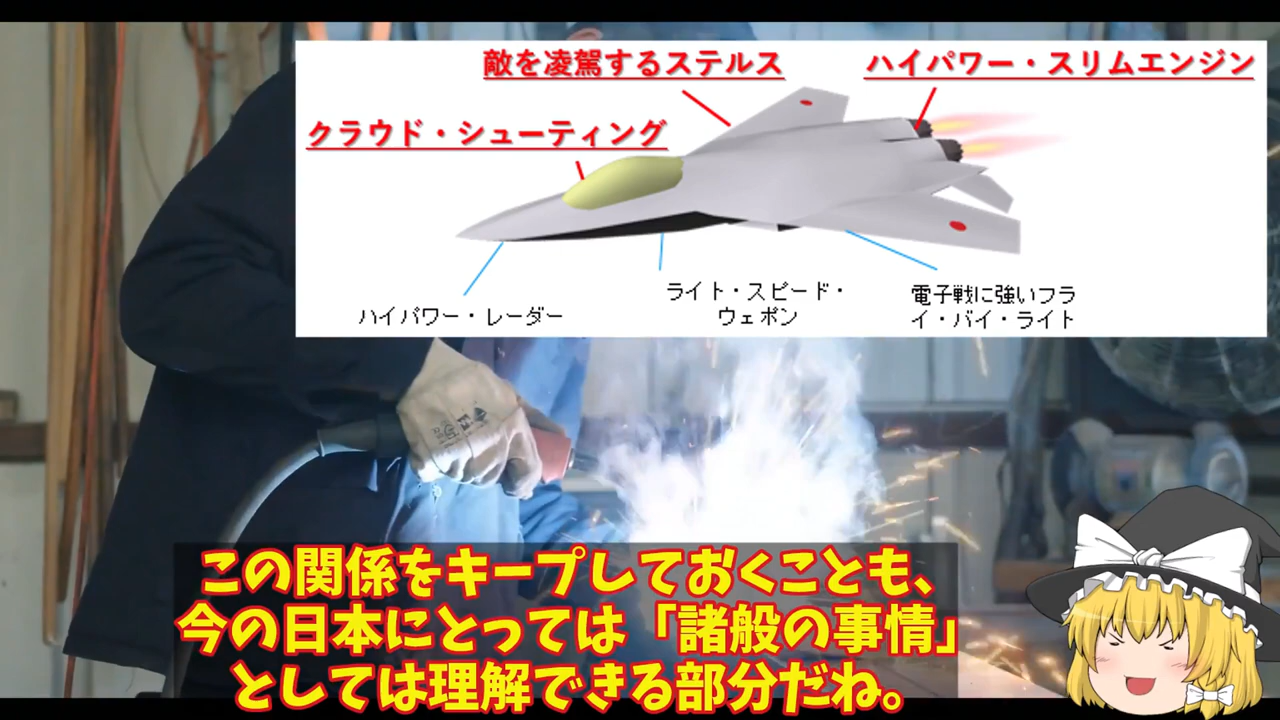 敵を凌駕するステルス
ハイパワー・スリムエンジン
クラウド・シューティング
ハイパワー・レーダー
ライト・スピード・
ウェポン
電子戦に強いフラ
イ・バイ・ライト
この関係をキープしておくことも、
今の日本にとっては「諸般の事情」
としては理解できる部分だね。